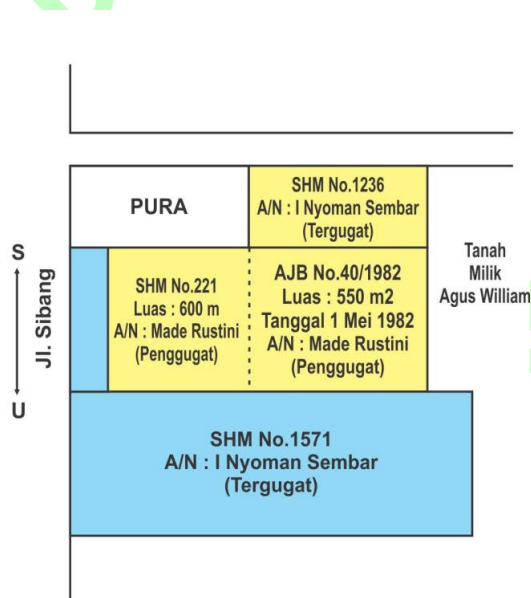 PURA
SHM No.1236
A/N : I Nyoman Sembar
(Tergugat)
S
Jl. Sibang
U
SHM No.221
Luas : 600 m
A/N : Made Rustini
(Penggugat)
AJB No.40/1982
Luas : 550 m2
Tanggal 1 Mei 1982
A/N : Made Rustini
(Penggugat)
Tanah
Milik
Agus William
SHM No.1571
A/N : I Nyoman Sembar
(Tergugat)